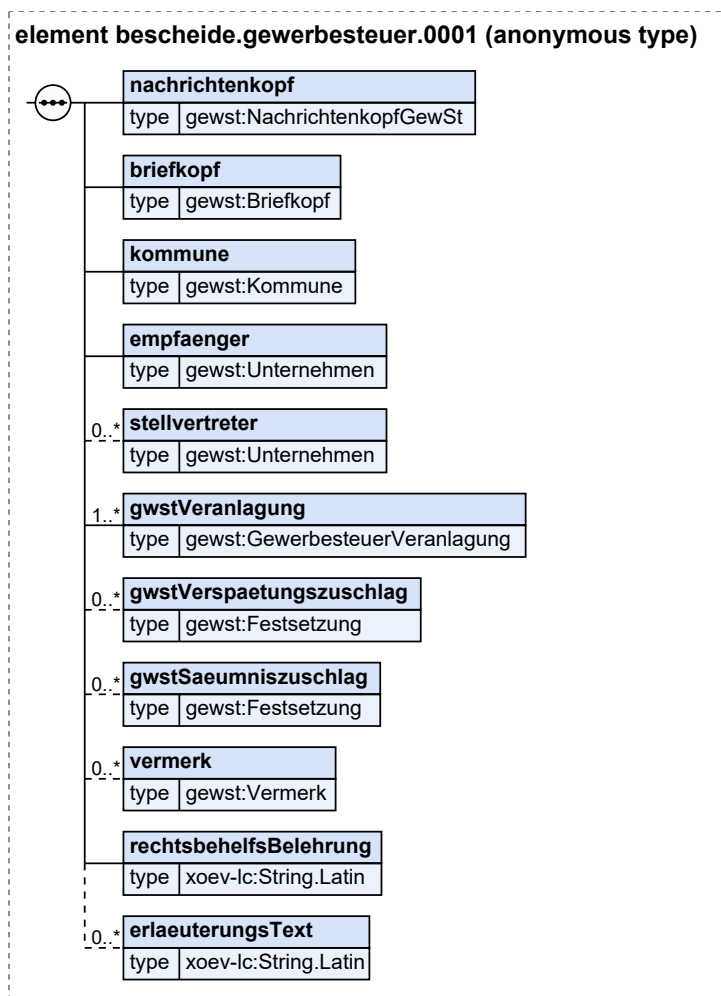 element bescheide.gewerbesteuer.0001 (anonymous type)
nachrichtenkopf
type gewst:NachrichtenkopfGewSt
briefkopf
type gewst:Briefkopf
kommune
type gewst:Kommune
empfaenger
type gewst:Unternehmen
0..* stellvertreter
type gewst:Unternehmen
1..* gwstVeranlagung
type gewst:GewerbesteuerVeranlagung
0..* gwstVerspaetungszuschlag
type gewst:Festsetzung
0..* gwstSaeumniszuschlag
type gewst:Festsetzung
0..* vermerk
type gewst:Vermerk
rechtsbehelfsBelehrung
type xoev-lc:String.Latin
0..* erlaeuterungsText
type xoev-lc:String.Latin